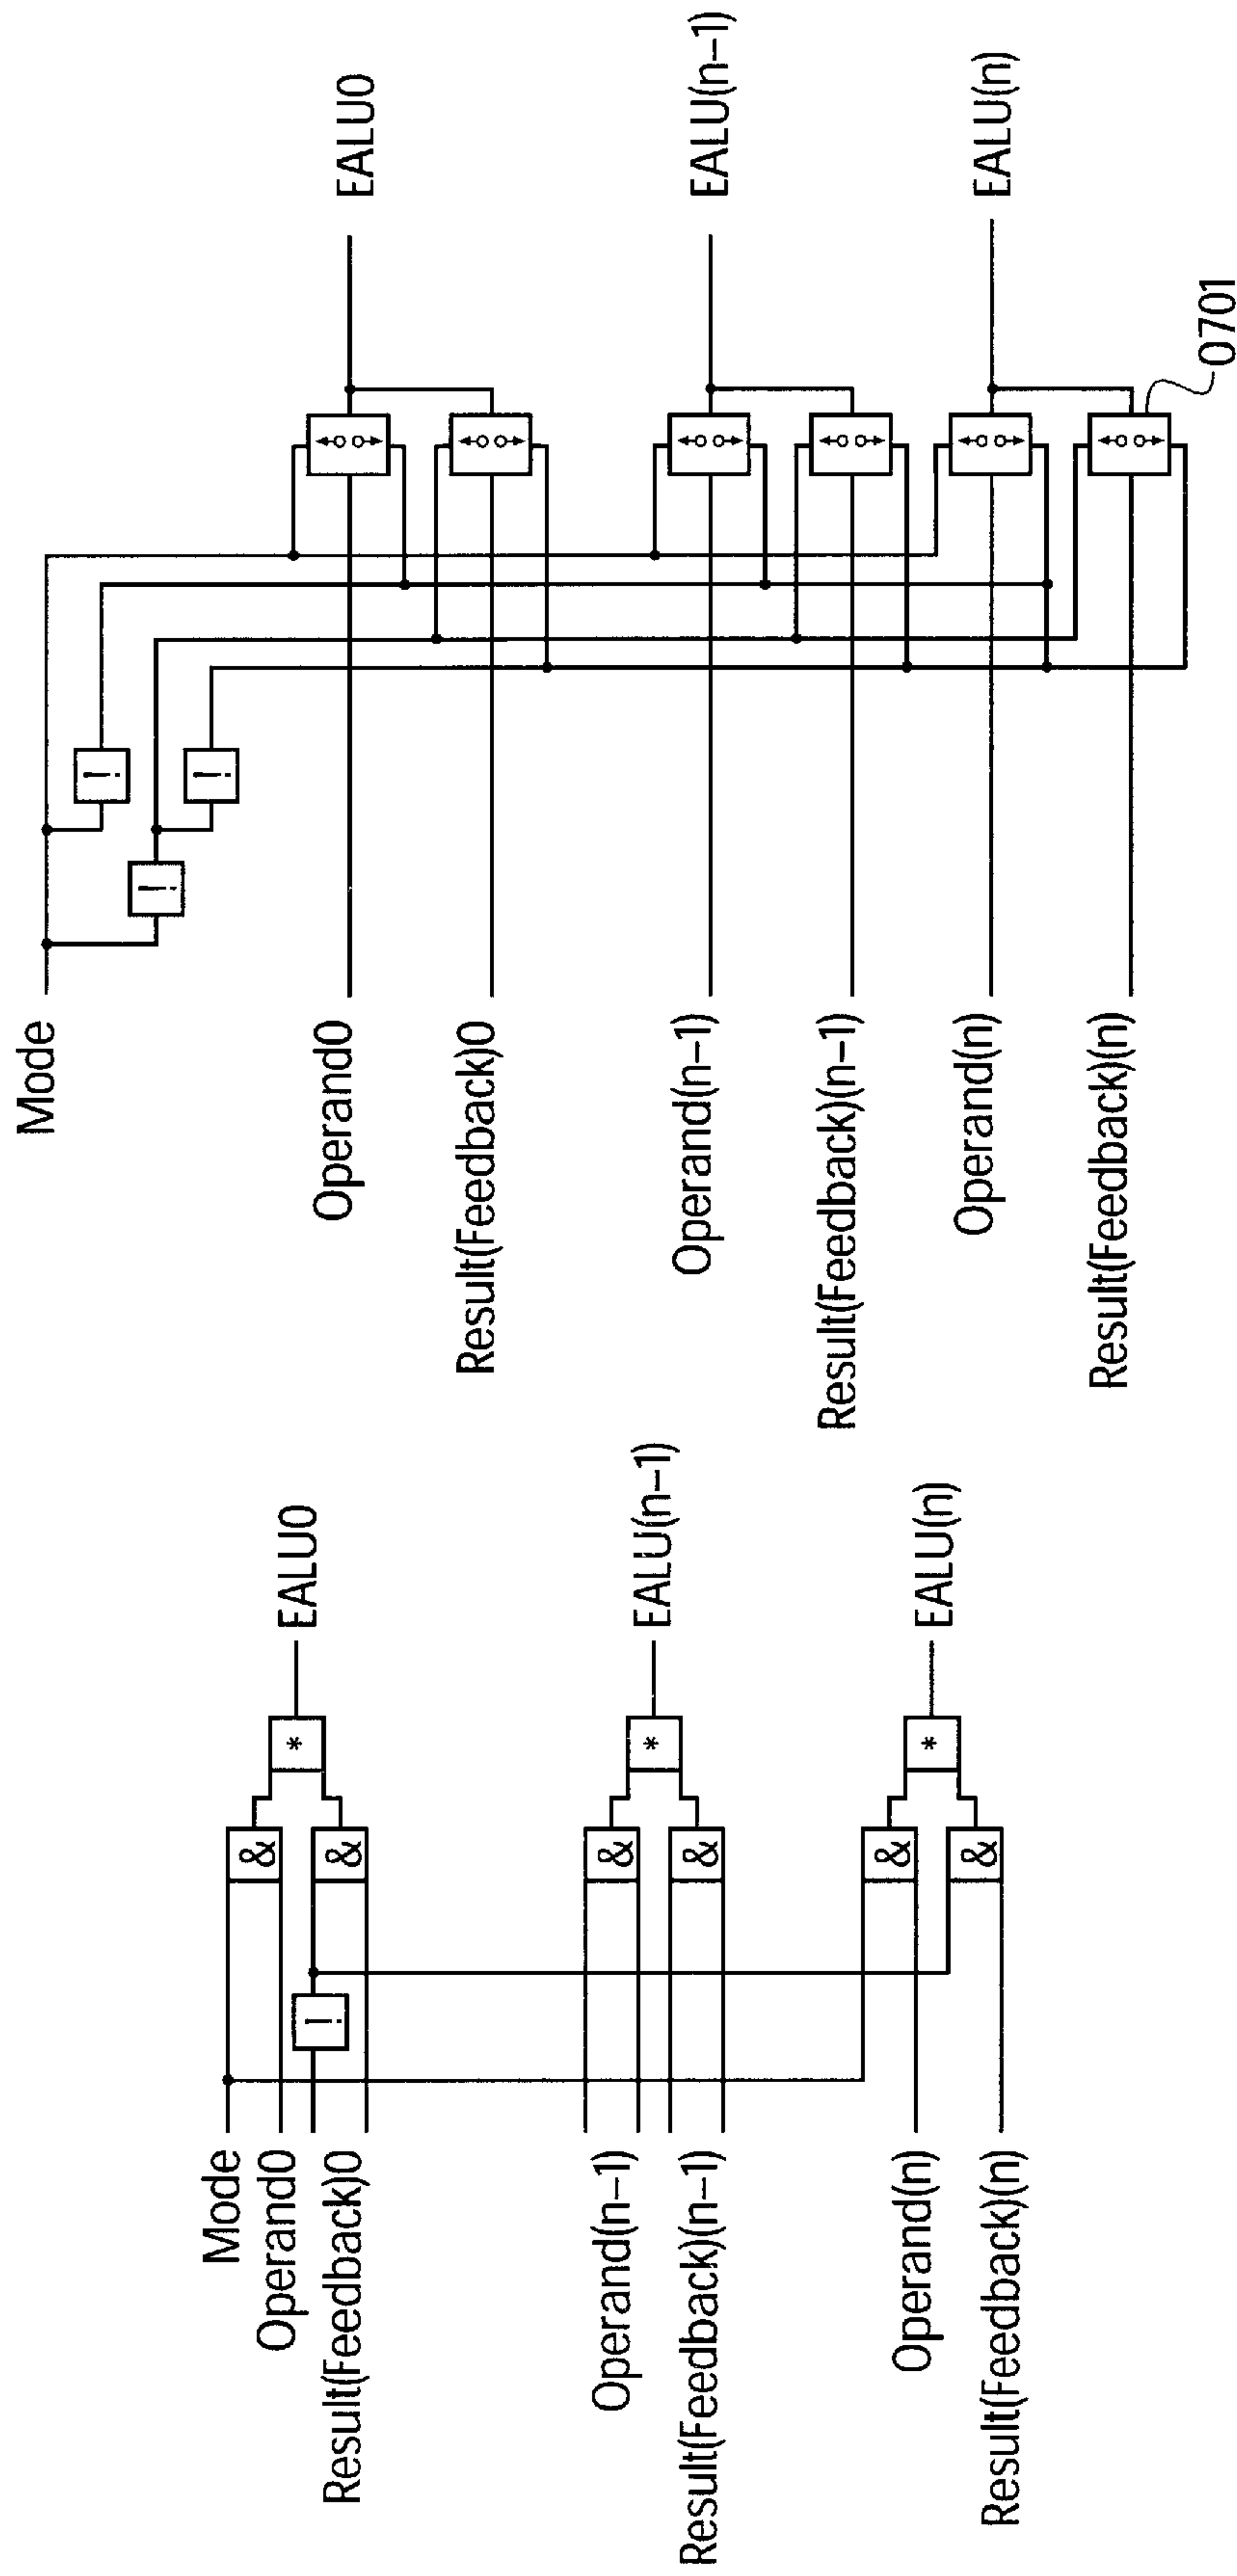 Mode
Operand0
Result(Feedback)0
Operand(n-1)
Result(Feedback)(n-1)
Operand(n)
Result(Feedback)(n)
!
&
&
&
&
&
&
*
*
*
EALU0
EALU(n-1)
EALU(n)
Mode
Operand0
Result(Feedback)0
Operand(n-1)
Result(Feedback)(n-1)
Operand(n)
Result(Feedback)(n)
!
!
!
EALU0
EALU(n-1)
EALU(n)
0701